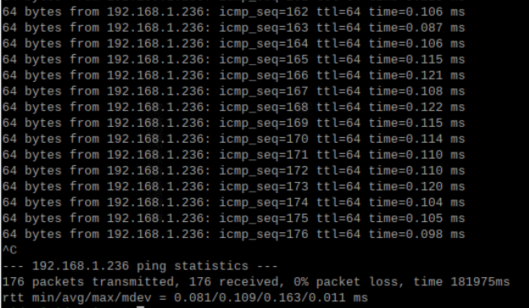 64 bytes from 192.168.1.236: icmp_seq=162 ttl=64 time=0.106 ms
64 bytes from 192.168.1.236: icmp_seq=163 ttl=64 time=0.087 ms
64 bytes from 192.168.1.236: icmp_seq=164 ttl=64 time=0.106 ms
64 bytes from 192.168.1.236: icmp_seq=165 ttl=64 time=0.115 ms
64 bytes from 192.168.1.236: icmp_seq=166 ttl=64 time=0.121 ms
64 bytes from 192.168.1.236: icmp_seq=167 ttl=64 time=0.108 ms
64 bytes from 192.168.1.236: icmp_seq=168 ttl=64 time=0.122 ms
64 bytes from 192.168.1.236: icmp_seq=169 ttl=64 time=0.115 ms
64 bytes from 192.168.1.236: icmp_seq=170 ttl=64 time=0.114 ms
64 bytes from 192.168.1.236: icmp_seq=171 ttl=64 time=0.110 ms
64 bytes from 192.168.1.236: icmp_seq=172 ttl=64 time=0.110 ms
64 bytes from 192.168.1.236: icmp_seq=173 ttl=64 time=0.120 ms
64 bytes from 192.168.1.236: icmp_seq=174 ttl=64 time=0.104 ms
64 bytes from 192.168.1.236: icmp_seq=175 ttl=64 time=0.105 ms
64 bytes from 192.168.1.236: icmp_seq=176 ttl=64 time=0.098 ms
^C
--- 192.168.1.236 ping statistics ---
176 packets transmitted, 176 received, 0% packet loss, time 181975ms
rtt min/avg/max/mdev = 0.081/0.109/0.163/0.011 ms